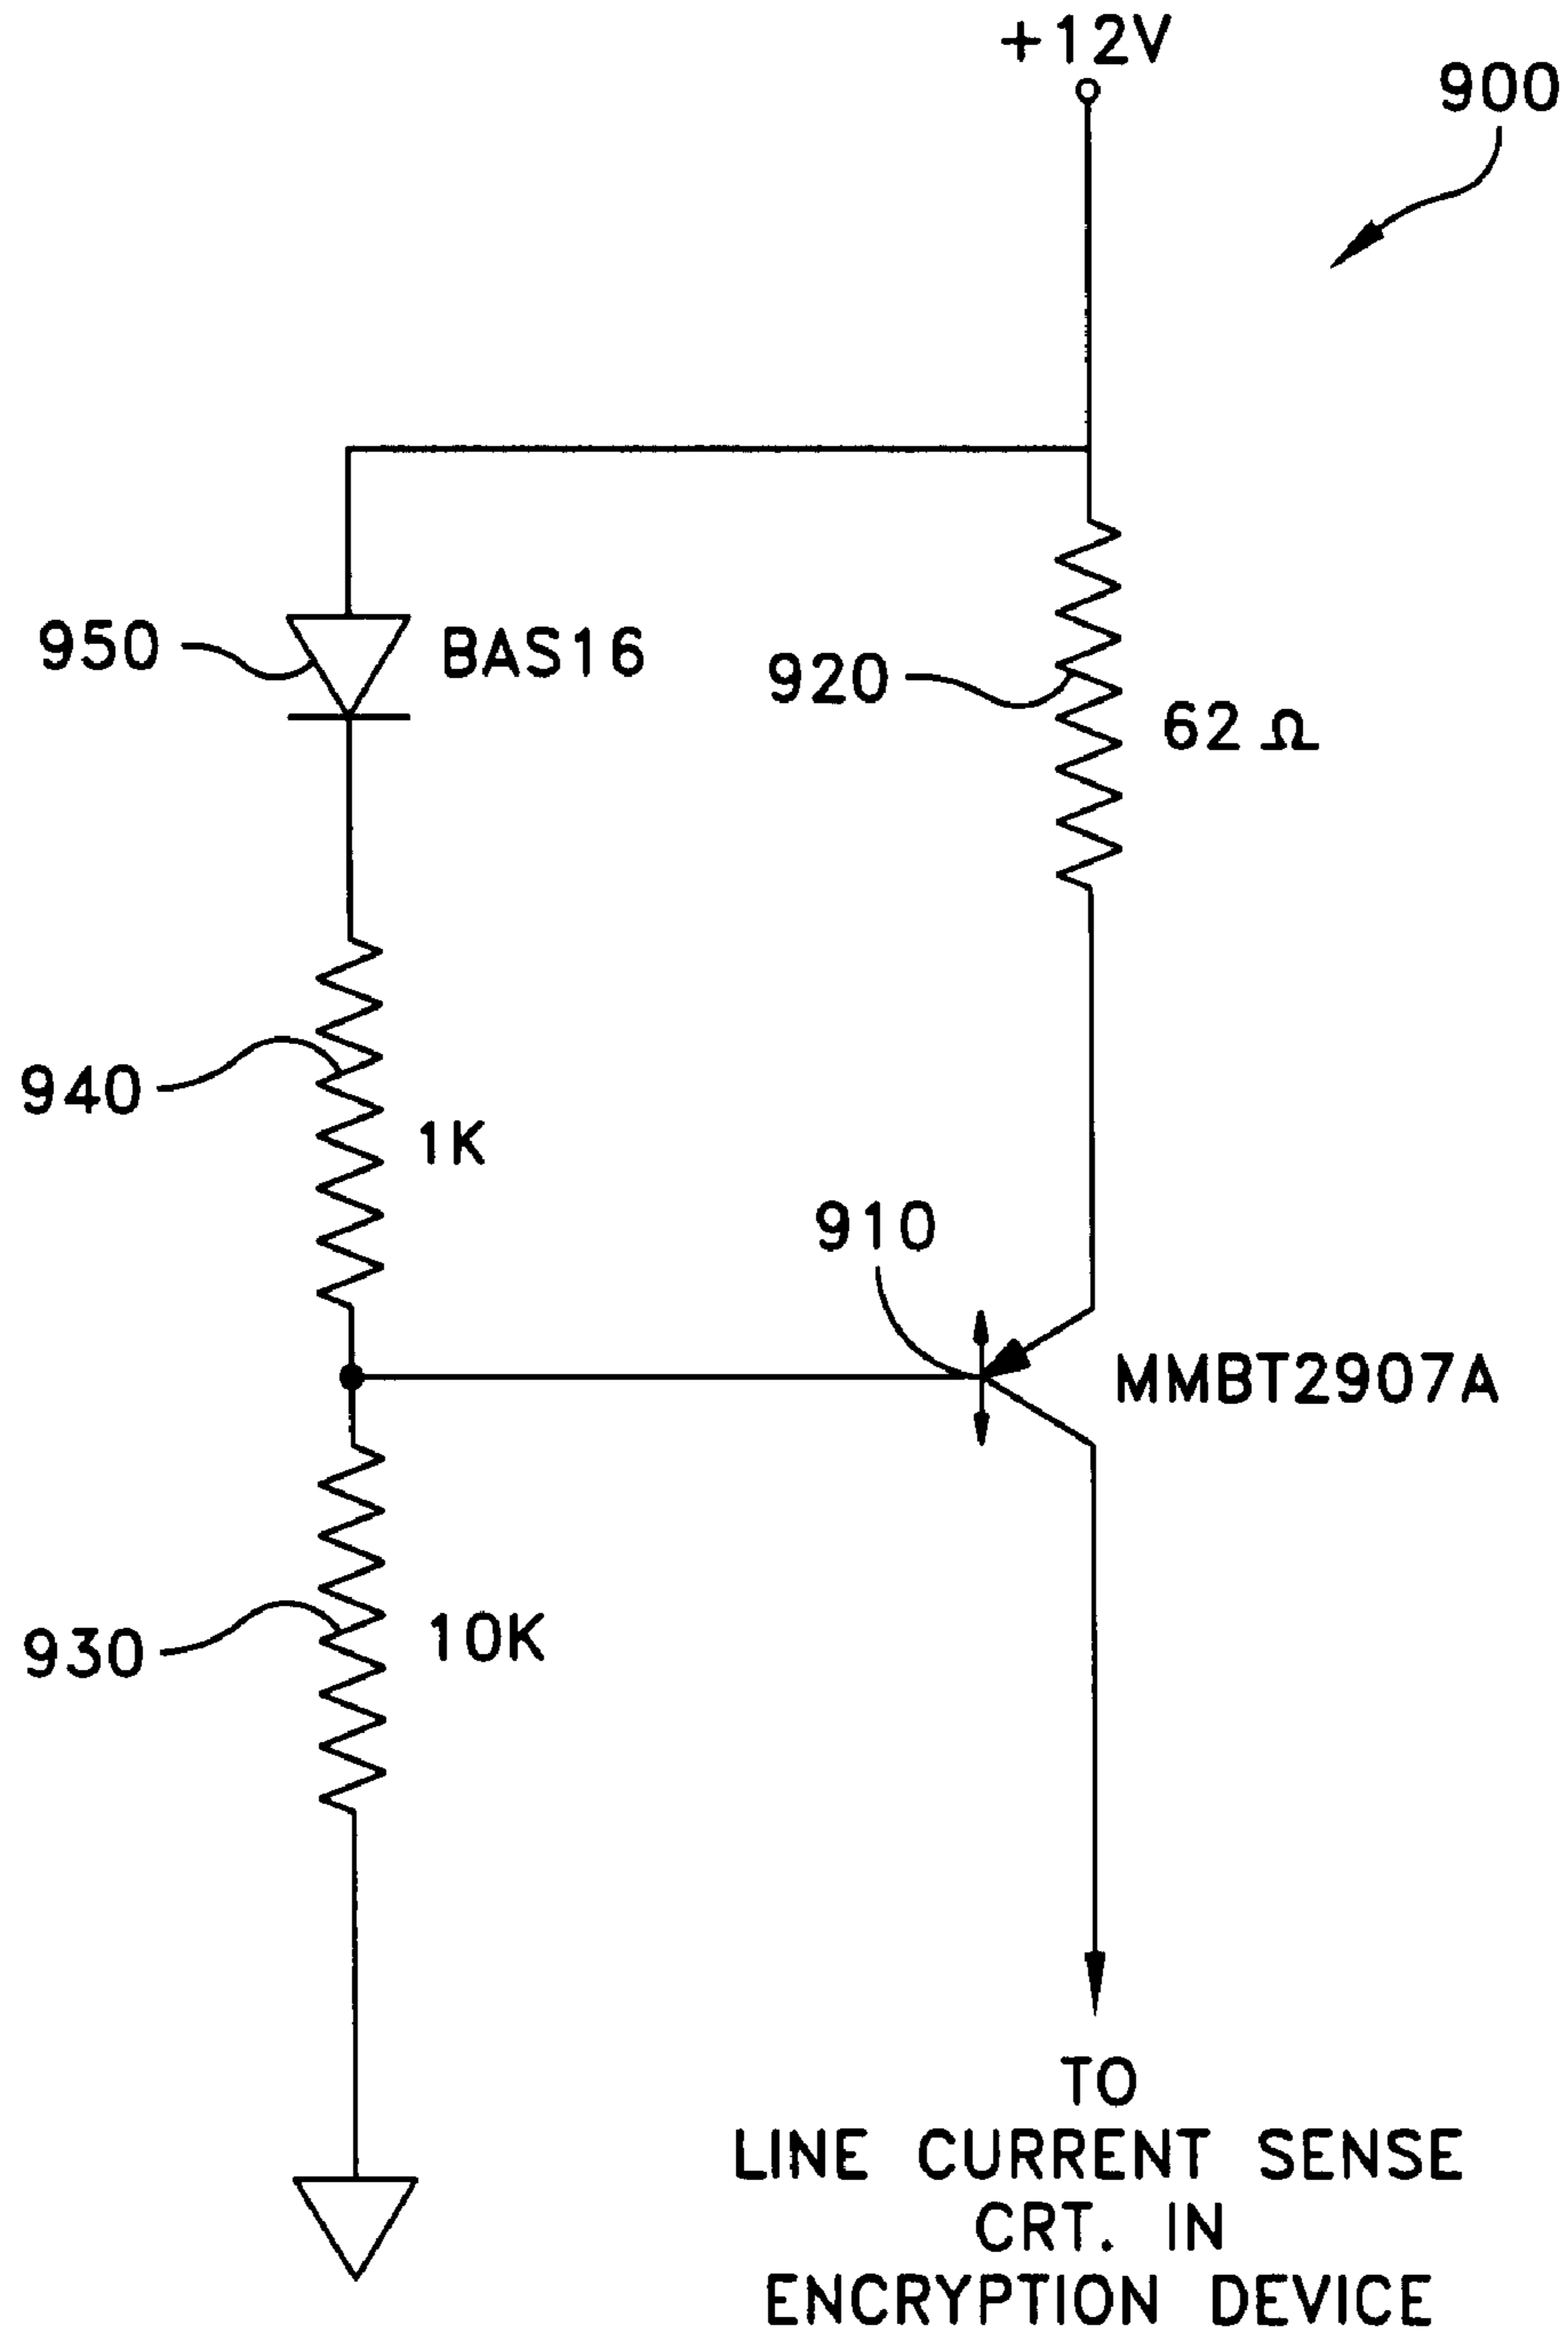 +12V
900
950
BAS16
920
62 Ω
940
1K
910
MMBT2907A
930
10K
TO
LINE CURRENT SENSE
CRT. IN
ENCRYPTION DEVICE